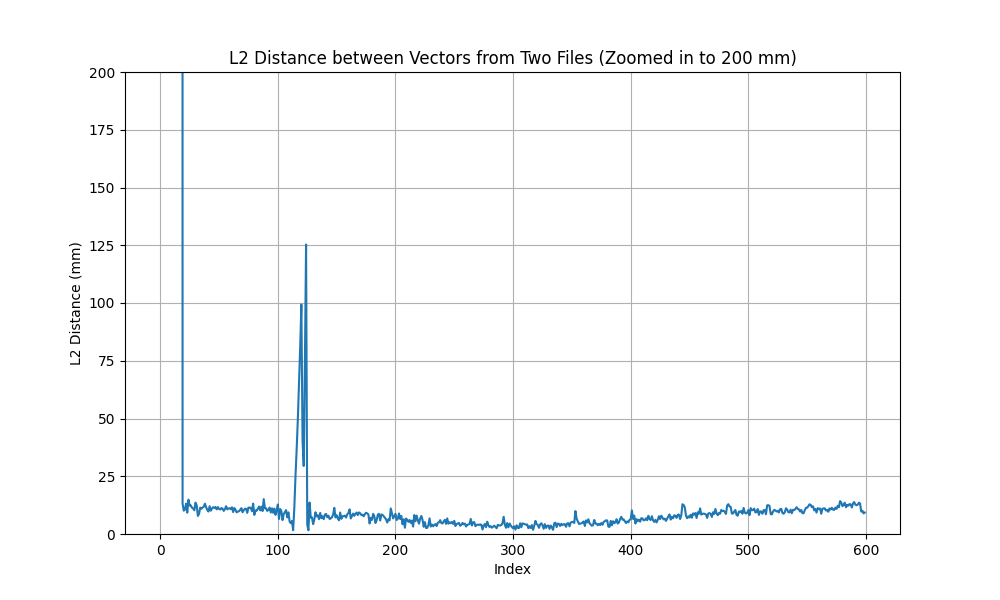 L2 Distance between Vectors from Two Files (Zoomed in to 200 mm)
200
175
150
125
100
75
50
25
0
L2 Distance (mm)
0 100 200 300 400 500 600
Index